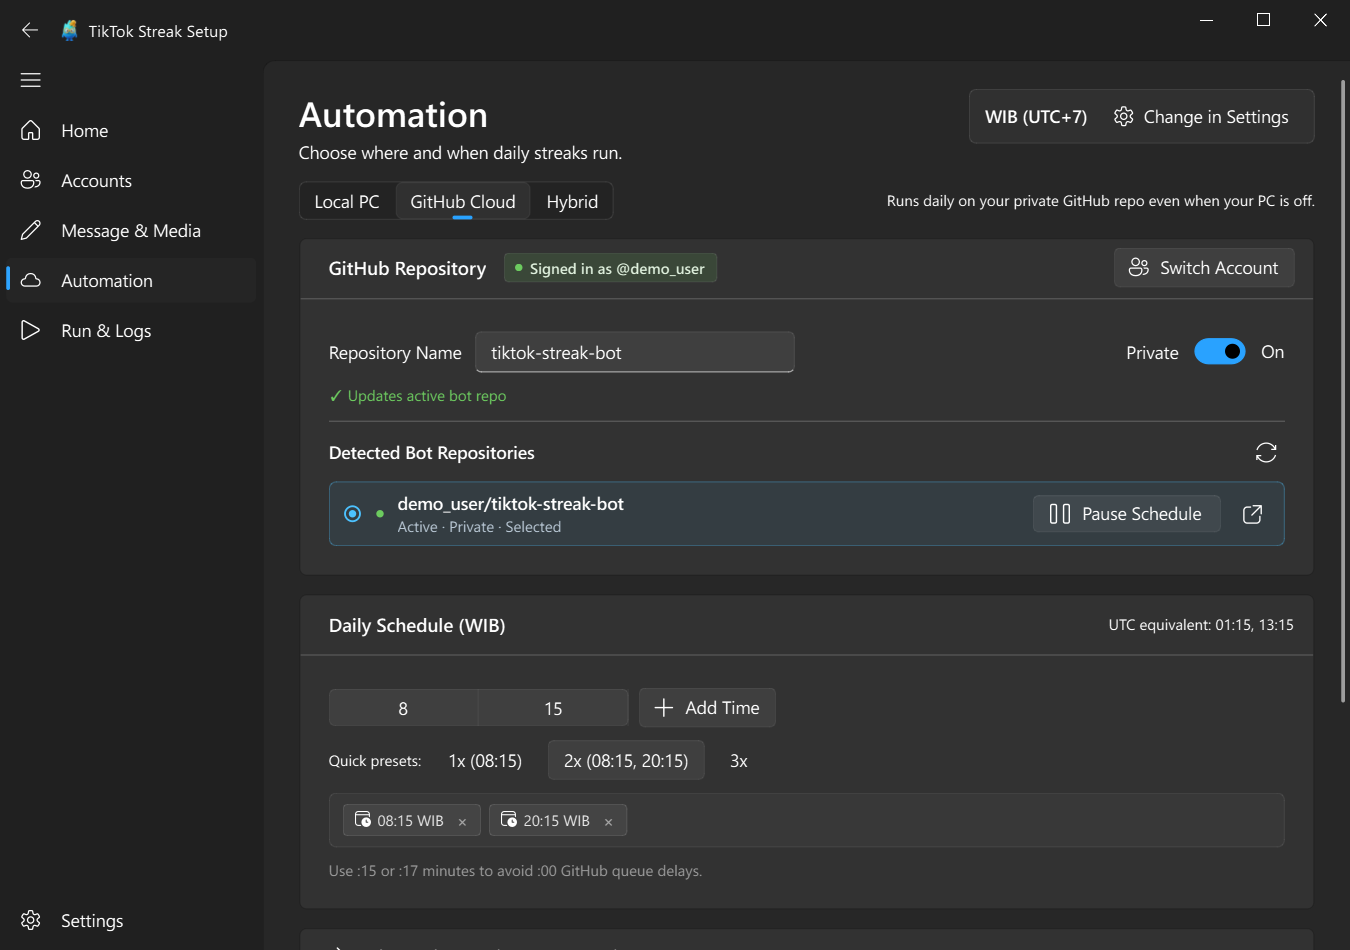 TikTok Streak Setup
Home
Accounts
Message & Media
Automation
Run & Logs
Settings
Automation
Choose where and when daily streaks run.
WIB (UTC+7) Change in Settings
Local PC GitHub Cloud Hybrid
Runs daily on your private GitHub repo even when your PC is off.
GitHub Repository Signed in as @demo_user Switch Account
Repository Name tiktok-streak-bot Private On
✓ Updates active bot repo
Detected Bot Repositories
demo_user/tiktok-streak-bot
Active · Private · Selected
Pause Schedule
Daily Schedule (WIB) UTC equivalent: 01:15, 13:15
8 15 Add Time
Quick presets: 1x (08:15) 2x (08:15, 20:15) 3x
08:15 WIB × 20:15 WIB ×
Use :15 or :17 minutes to avoid :00 GitHub queue delays.